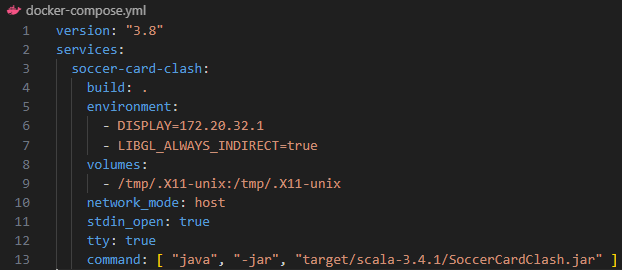 docker-compose.yml
1 version: "3.8"
2 services:
3   soccer-card-clash:
4     build: .
5     environment:
6       - DISPLAY=172.20.32.1
7       - LIBGL_ALWAYS_INDIRECT=true
8     volumes:
9       - /tmp/.X11-unix:/tmp/.X11-unix
10     network_mode: host
11     stdin_open: true
12     tty: true
13     command: [ "java", "-jar", "target/scala-3.4.1/SoccerCardClash.jar" ]